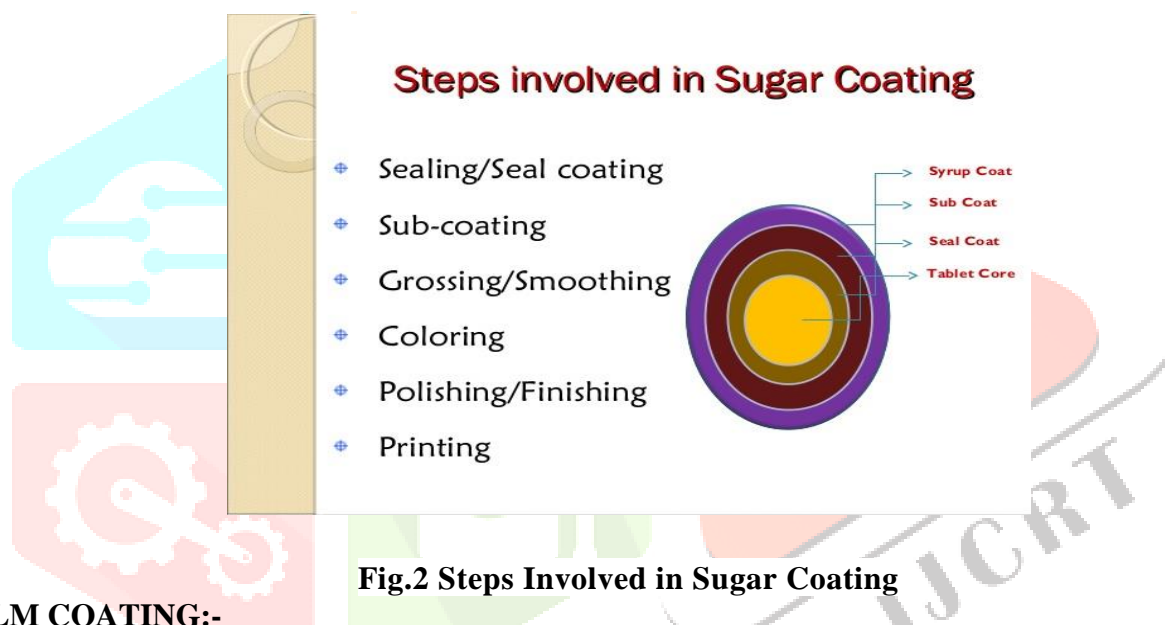 Steps involved in Sugar Coating
Sealing/Seal coating
Sub-coating
Grossing/Smoothing
Coloring
Polishing/Finishing
Printing
Syrup Coat
Sub Coat
Seal Coat
Tablet Core
IJCRT
Fig.2 Steps Involved in Sugar Coating
LM COATING:-